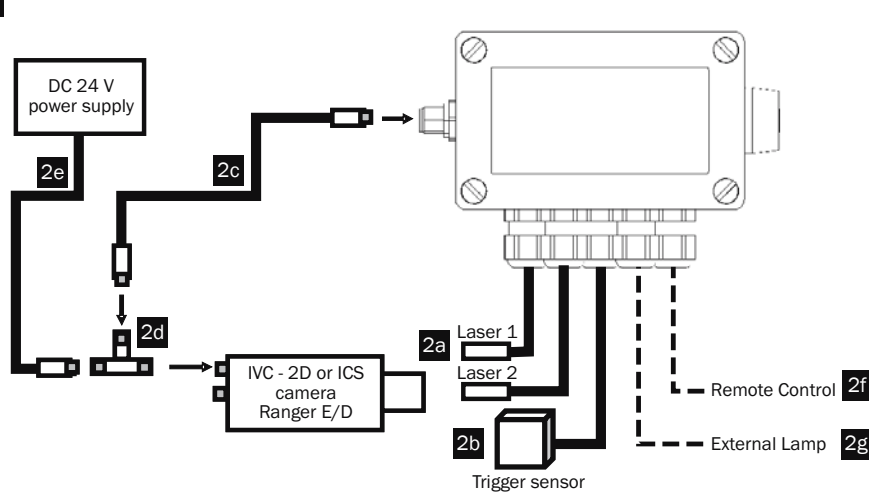 DC 24 V
power supply
2e
2c
2d
IVC - 2D or ICS
camera
Ranger E/D
2a
Laser 1
Laser 2
2b
Trigger sensor
Remote Control
2f
External Lamp
2g